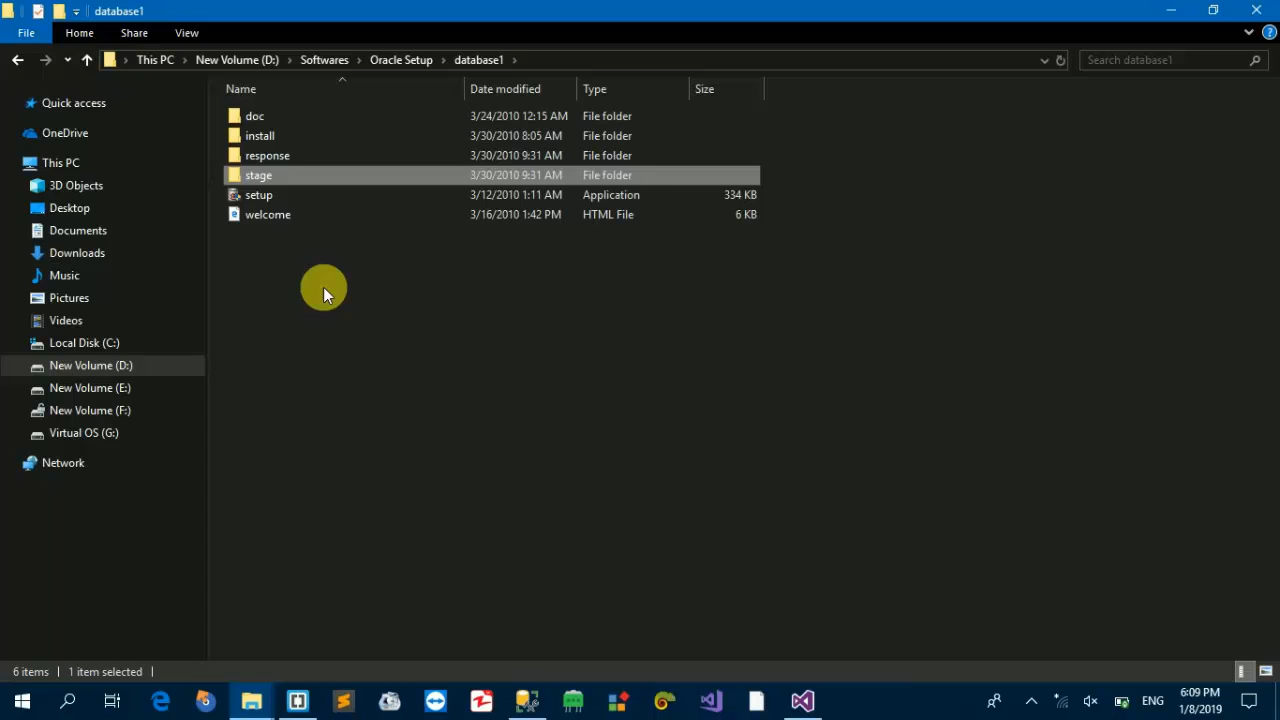 database1
File Home Share View
This PC New Volume (D:) Softwares Oracle Setup database1 Search database1
Name Date modified Type Size
doc 3/24/2010 12:15 AM File folder
install 3/30/2010 8:05 AM File folder
response 3/30/2010 9:31 AM File folder
stage 3/30/2010 9:31 AM File folder
setup 3/12/2010 1:11 AM Application 334 KB
welcome 3/16/2010 1:42 PM HTML File 6 KB
Quick access
OneDrive
This PC
3D Objects
Desktop
Documents
Downloads
Music
Pictures
Videos
Local Disk (C:)
New Volume (D:)
New Volume (E:)
New Volume (F:)
Virtual OS (G:)
Network
6 items 1 item selected
ENG
6:09 PM
1/8/2019